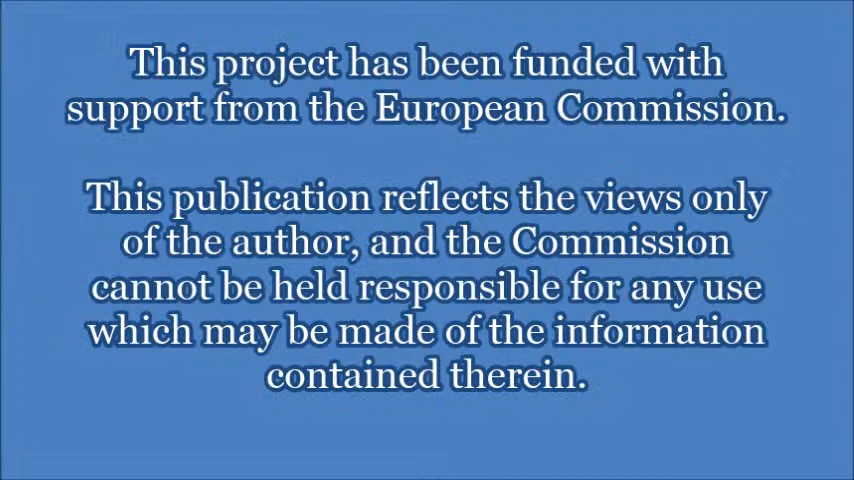 This project has been funded with
support from the European Commission.
This publication reflects the views only
of the author, and the Commission
cannot be held responsible for any use
which may be made of the information
contained therein.